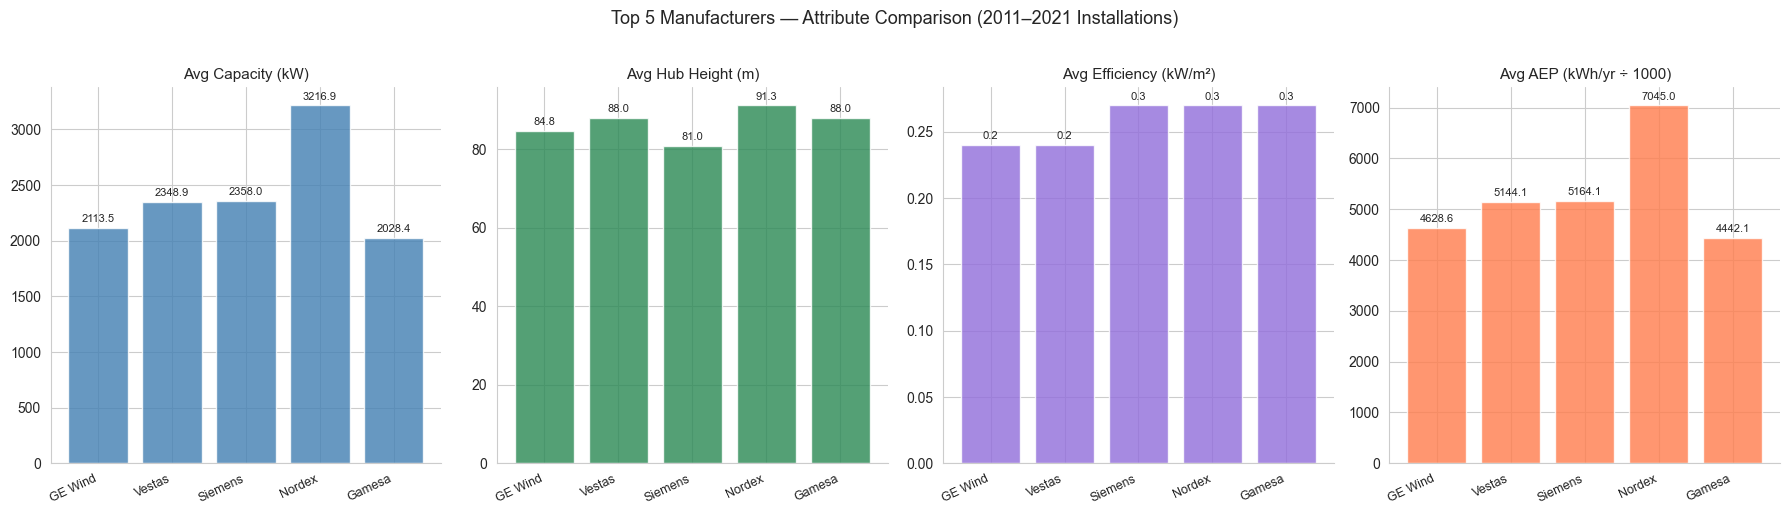 Top 5 Manufacturers — Attribute Comparison (2011–2021 Installations)
Avg Capacity (kW)
3000
2500
2000
1500
1000
500
0
2113.5
2348.9
2358.0
3216.9
2028.4
GE Wind
Vestas
Siemens
Nordex
Gamesa
Avg Hub Height (m)
80
60
40
20
0
84.8
88.0
81.0
91.3
88.0
GE Wind
Vestas
Siemens
Nordex
Gamesa
Avg Efficiency (kW/m²)
0.25
0.20
0.15
0.10
0.05
0.00
0.2
0.2
0.3
0.3
0.3
GE Wind
Vestas
Siemens
Nordex
Gamesa
Avg AEP (kWh/yr ÷ 1000)
7000
6000
5000
4000
3000
2000
1000
0
4628.6
5144.1
5164.1
7045.0
4442.1
GE Wind
Vestas
Siemens
Nordex
Gamesa